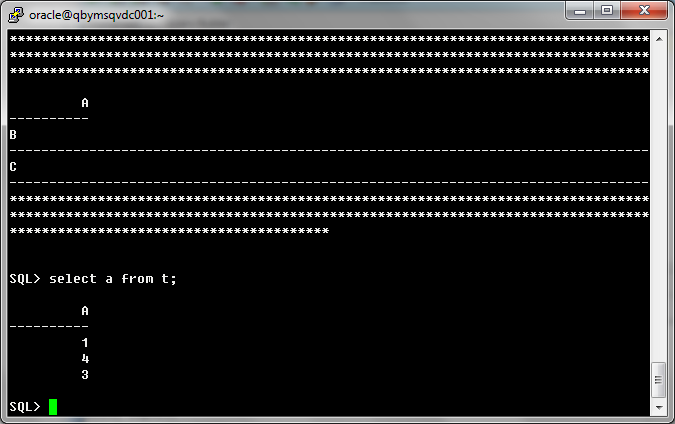 oracle@qbymsqvdc001:~
********************************************************************************
********************************************************************************
********************************************************************************
A
----------
B
--------------------------------------------------------------------------------
C
--------------------------------------------------------------------------------
********************************************************************************
********************************************************************************
****************************************
SQL> select a from t;
A
----------
1
4
3
SQL>